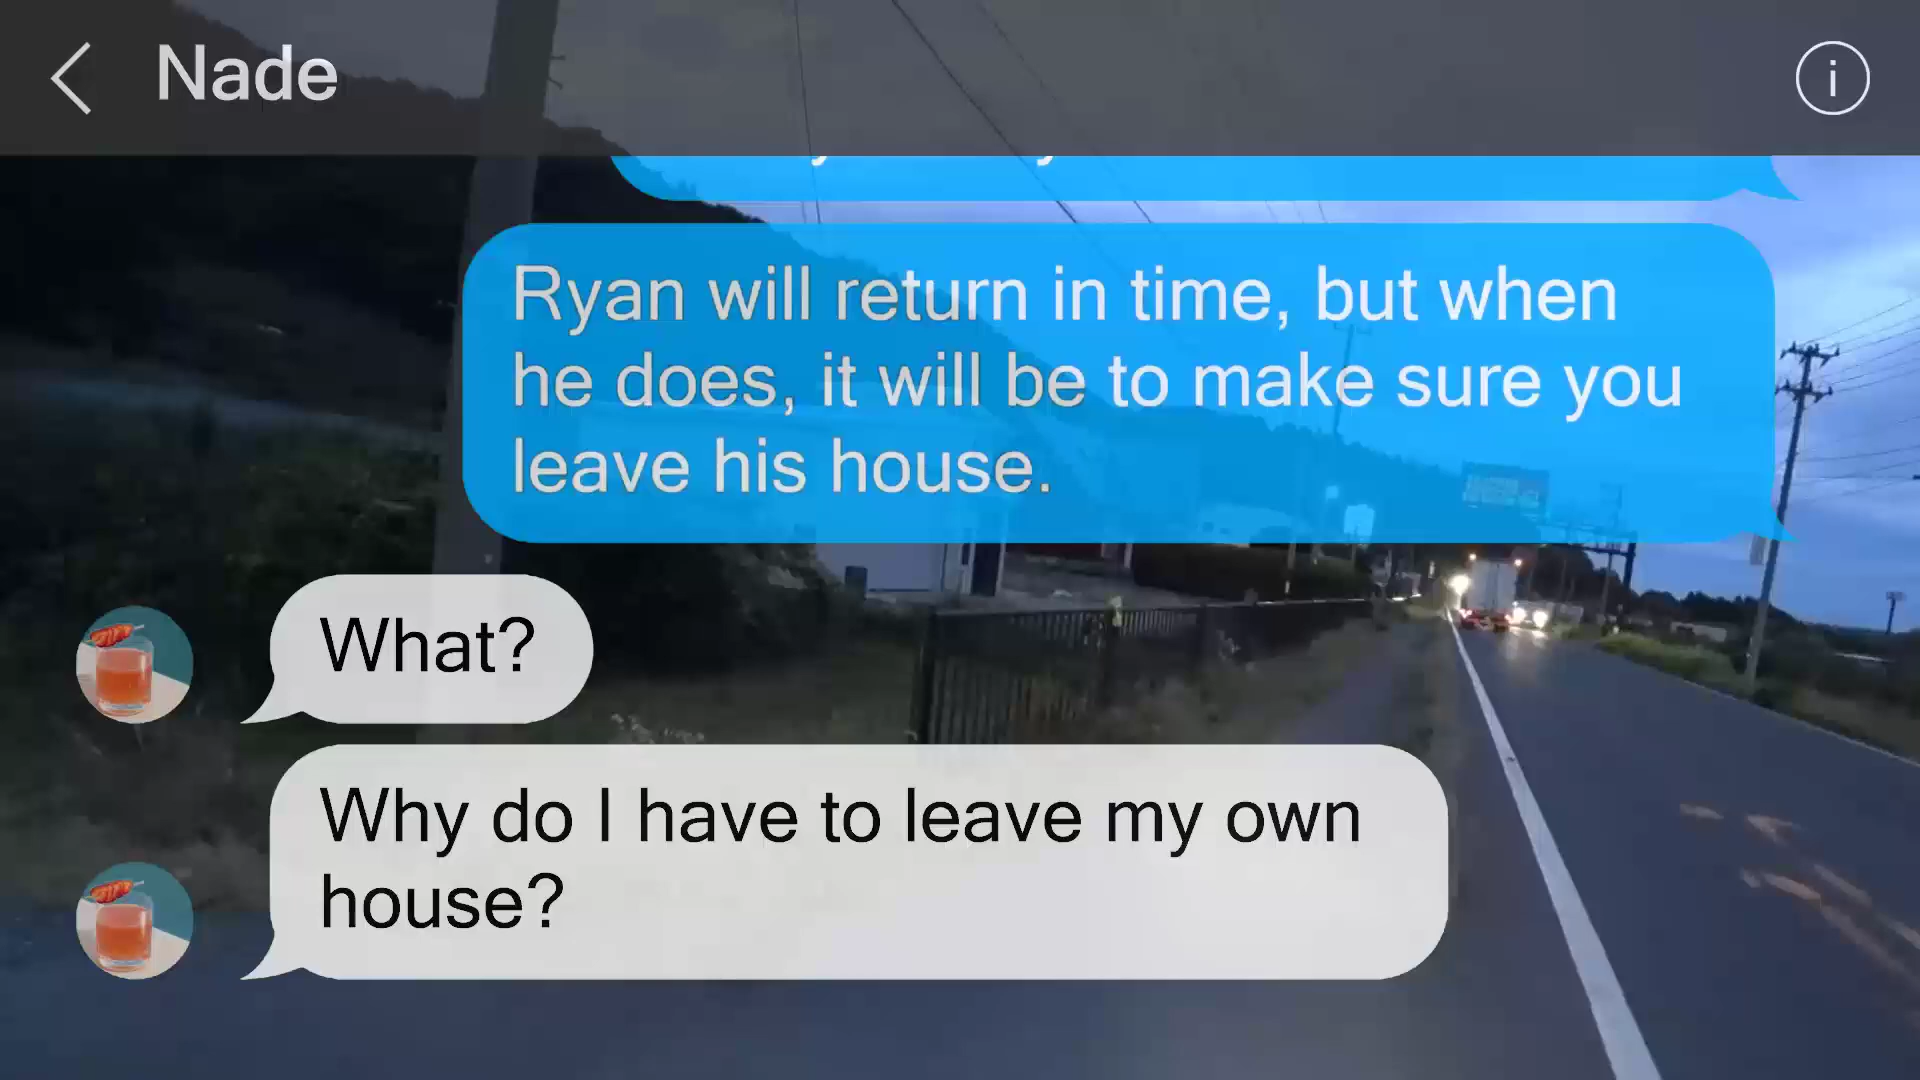 Nade
Ryan will return in time, but when
he does, it will be to make sure you
leave his house.
What?
Why do I have to leave my own
house?